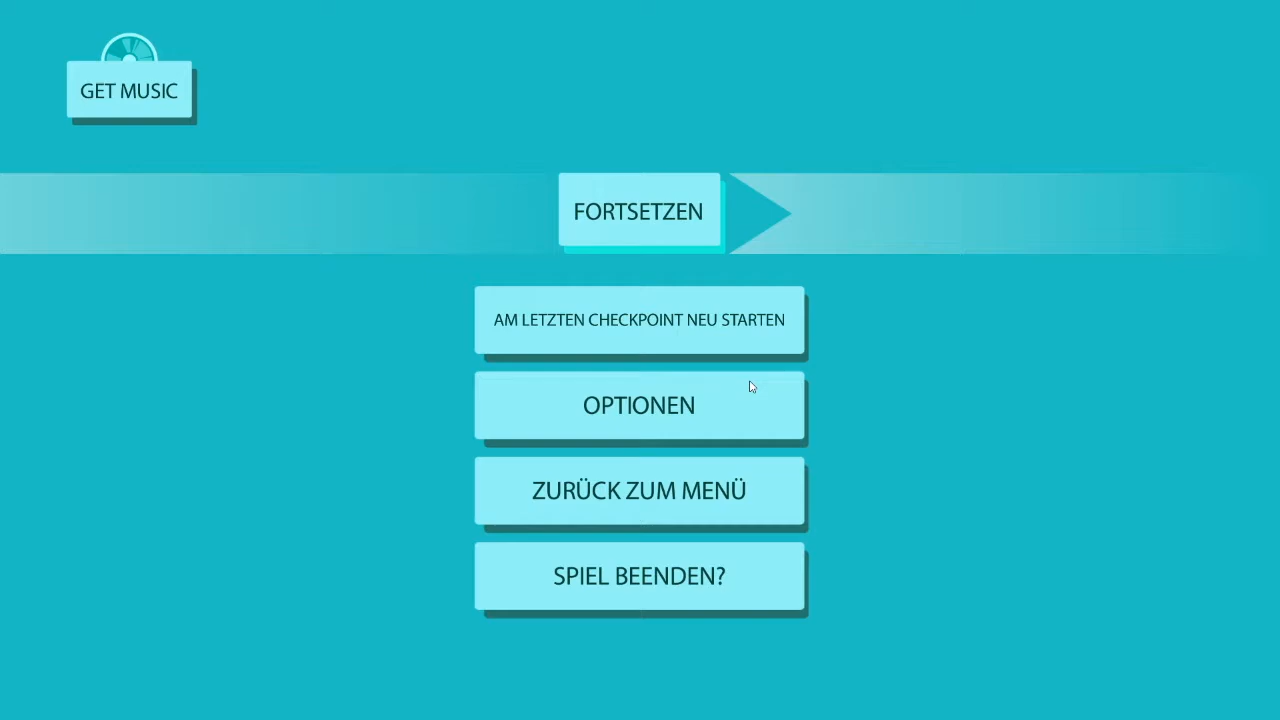 GET MUSIC
FORTSETZEN
AM LETZTEN CHECKPOINT NEU STARTEN
OPTIONEN
ZURÜCK ZUM MENÜ
SPIEL BEENDEN?